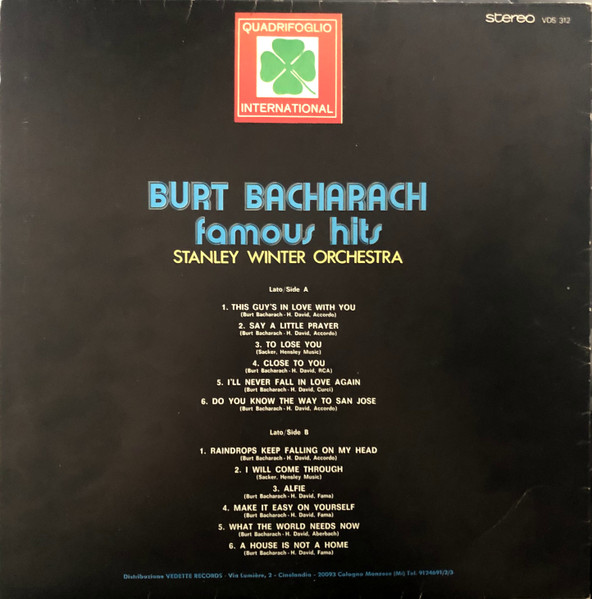 QUADRIFOGLIO
INTERNATIONAL
stereo VDS 312
BURT BACHARACH
famous hits
STANLEY WINTER ORCHESTRA
Lato/Side A
1. THIS GUY'S IN LOVE WITH YOU
(Burt Bacharach - H. David, Accordo)
2. SAY A LITTLE PRAYER
(Burt Bacharach - H. David, Accordo)
3. TO LOSE YOU
(Sacker, Hensley Music)
4. CLOSE TO YOU
(Burt Bacharach - H. David, RCA)
5. I'LL NEVER FALL IN LOVE AGAIN
(Burt Bacharach - H. David, Curci)
6. DO YOU KNOW THE WAY TO SAN JOSE
(Burt Bacharach - H. David, Accordo)
Lato/Side B
1. RAINDROPS KEEP FALLING ON MY HEAD
(Burt Bacharach - H. David, Fama)
2. I WILL COME THROUGH
(Sacker, Hensley Music)
3. ALFIE
(Burt Bacharach - H. David, Fama)
4. MAKE IT EASY ON YOURSELF
(Burt Bacharach - H. David, Fama)
5. WHAT THE WORLD NEEDS NOW
(Burt Bacharach - H. David, Aberbach)
6. A HOUSE IS NOT A HOME
(Burt Bacharach - H. David, Fama)
Distribuzione VEDETTE RECORDS - Via Lumière, 2 - Cinelandia - 20093 Cologno Monzese (Mi) Tel. 9124691/2/3